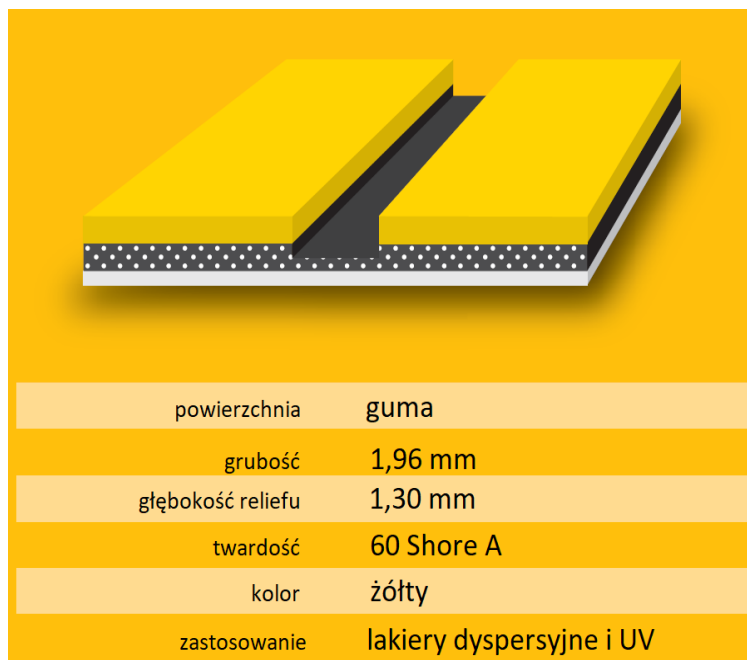 powierzchnia guma
grubość 1,96 mm
głębokość reliefu 1,30 mm
twardość 60 Shore A
kolor żółty
zastosowanie lakiery dyspersyjne i UV